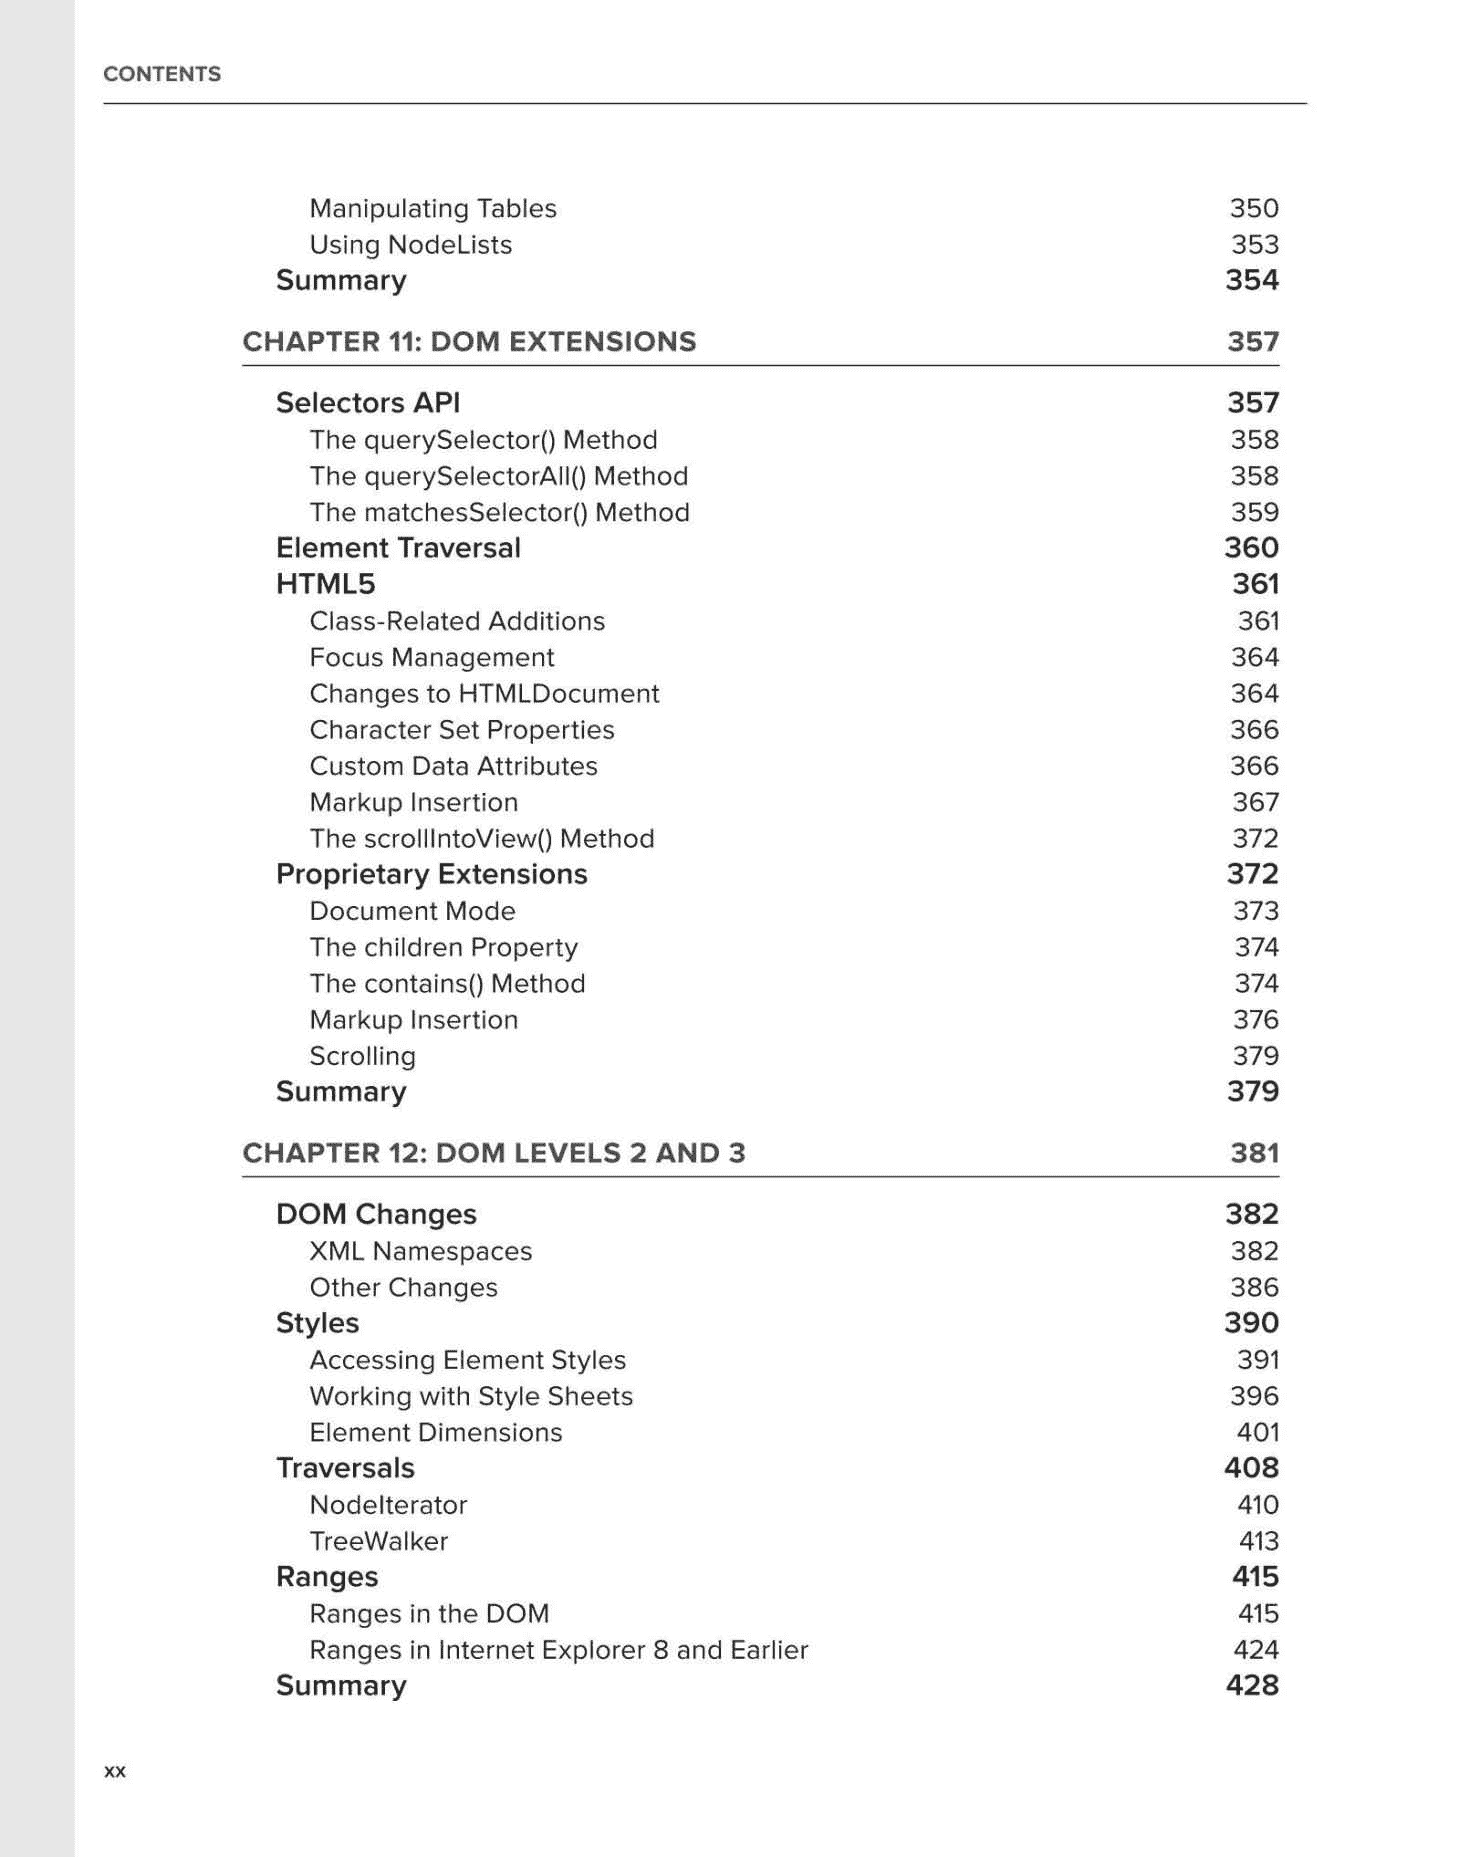 CONTENTS
Manipulating Tables 350
Using NodeLists 353
Summary 354
CHAPTER 11: DOM EXTENSIONS 357
Selectors API 357
The querySelector() Method 358
The querySelectorAll() Method 358
The matchesSelector() Method 359
Element Traversal 360
HTML5 361
Class-Related Additions 361
Focus Management 364
Changes to HTMLDocument 364
Character Set Properties 366
Custom Data Attributes 366
Markup Insertion 367
The scrollIntoView() Method 372
Proprietary Extensions 372
Document Mode 373
The children Property 374
The contains() Method 374
Markup Insertion 376
Scrolling 379
Summary 379
CHAPTER 12: DOM LEVELS 2 AND 3 381
DOM Changes 382
XML Namespaces 382
Other Changes 386
Styles 390
Accessing Element Styles 391
Working with Style Sheets 396
Element Dimensions 401
Traversals 408
NodeIterator 410
TreeWalker 413
Ranges 415
Ranges in the DOM 415
Ranges in Internet Explorer 8 and Earlier 424
Summary 428
xx